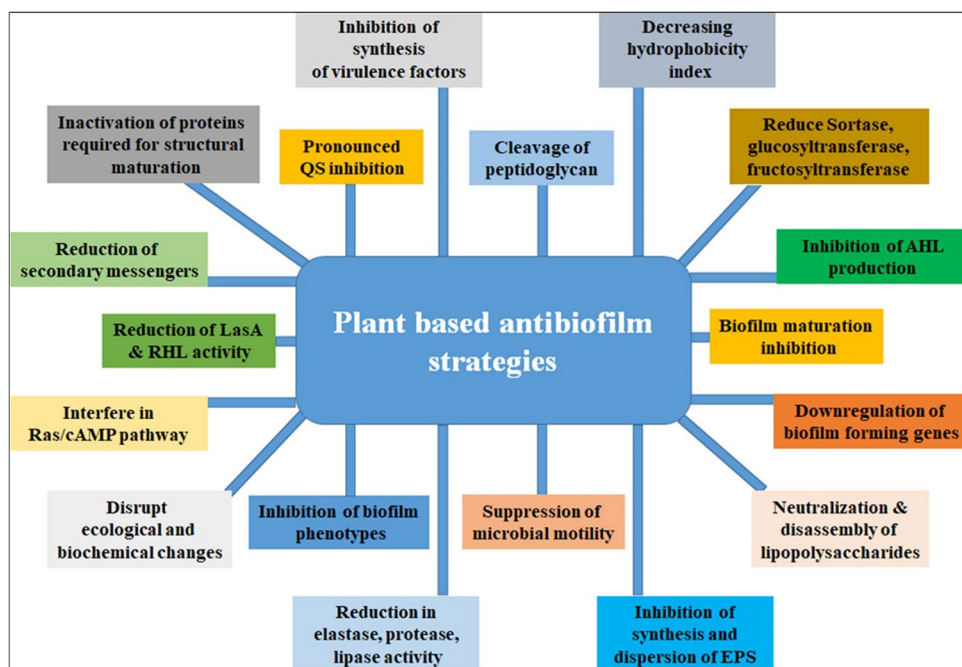 Inhibition of
synthesis
of virulence factors
Decreasing
hydrophobicity
index
Inactivation of proteins
required for structural
maturation
Pronounced
QS inhibition
Cleavage of
peptidoglycan
Reduce Sortase,
glucosyltransferase,
fructosyltransferase
Reduction of
secondary messengers
Inhibition of AHL
production
Plant based antibiofilm
strategies
Reduction of LasA
& RHL activity
Biofilm maturation
inhibition
Interfere in
Ras/cAMP pathway
Downregulation of
biofilm forming genes
Disrupt
ecological and
biochemical changes
Inhibition of biofilm
phenotypes
Suppression of
microbial motility
Neutralization &
disassembly of
lipopolysaccharides
Reduction in
elastase, protease,
lipase activity
Inhibition of
synthesis and
dispersion of EPS